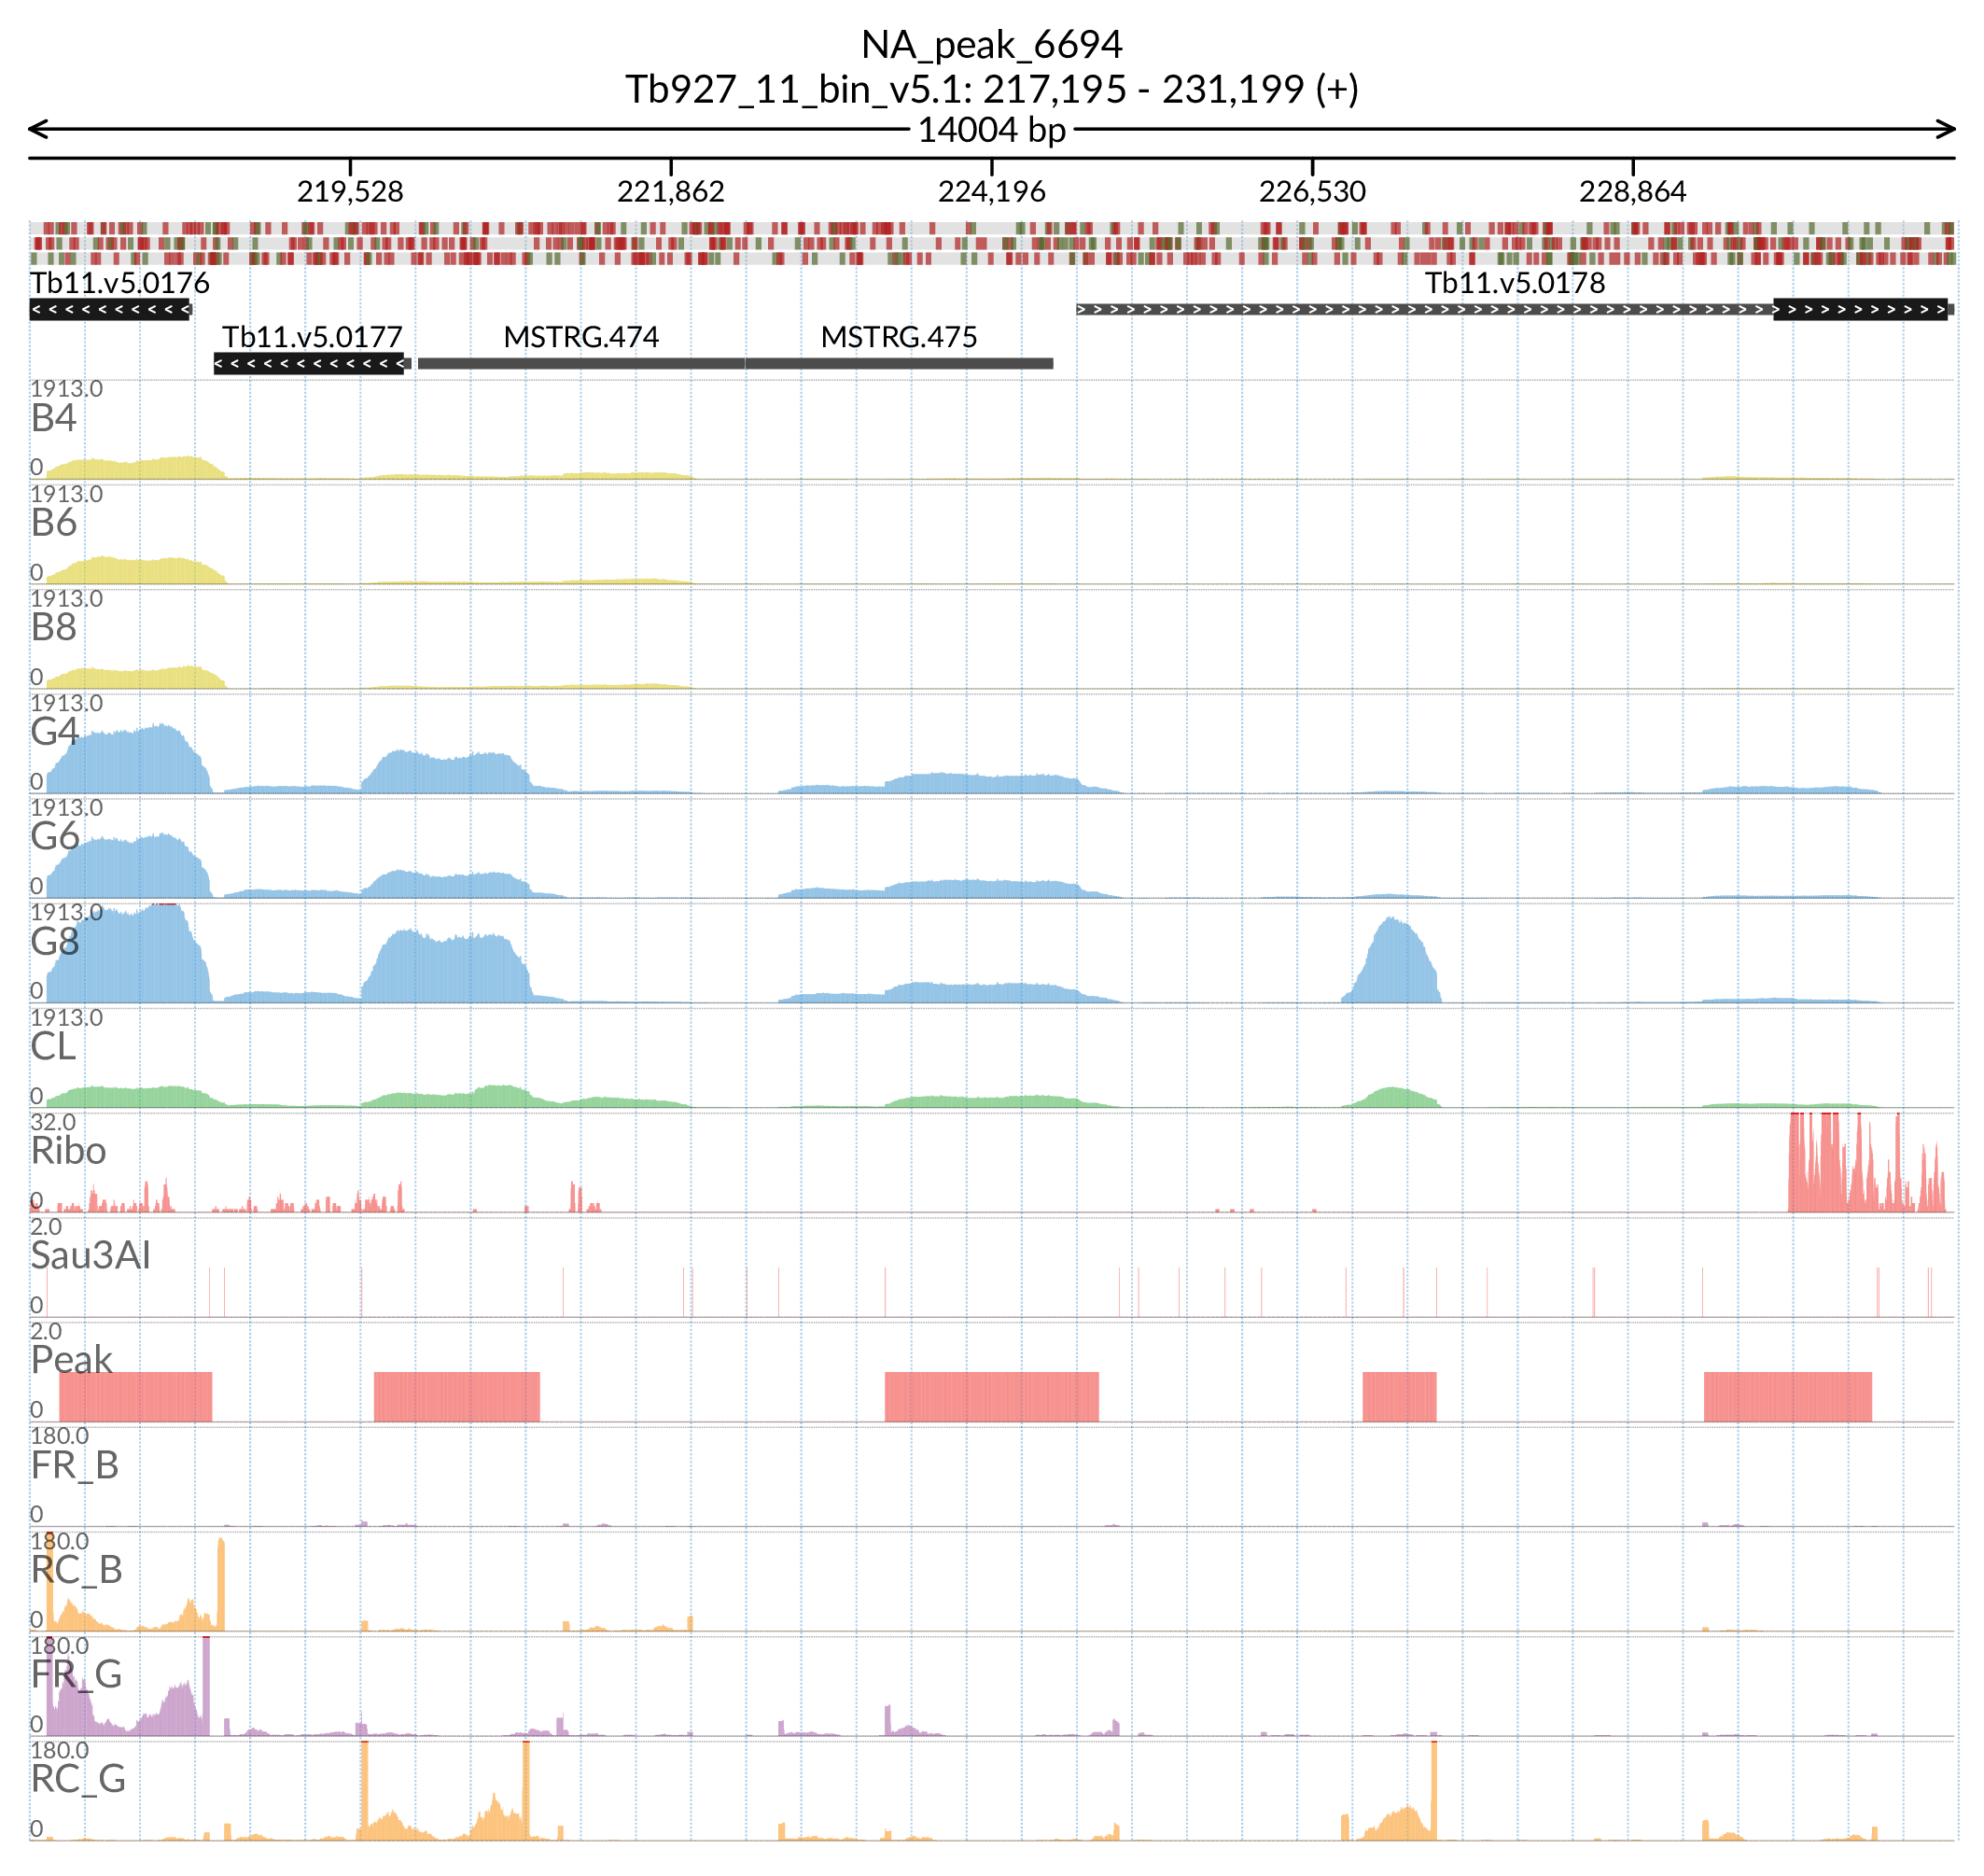 NA_peak_6694
Tb927_11_bin_v5.1: 217,195 - 231,199 (+)
14004 bp
219,528 221,862 224,196 226,530 228,864
Tb11.v5.0176 Tb11.v5.0178
Tb11.v5.0177 MSTRG.474 MSTRG.475
1913.0
B4
0
1913.0
B6
0
1913.0
B8
0
1913.0
G4
0
1913.0
G6
0
1913.0
G8
0
1913.0
CL
0
32.0
Ribo
0
2.0
Sau3AI
0
2.0
Peak
0
180.0
FR_B
0
180.0
RC_B
0
180.0
FR_G
0
180.0
RC_G
0